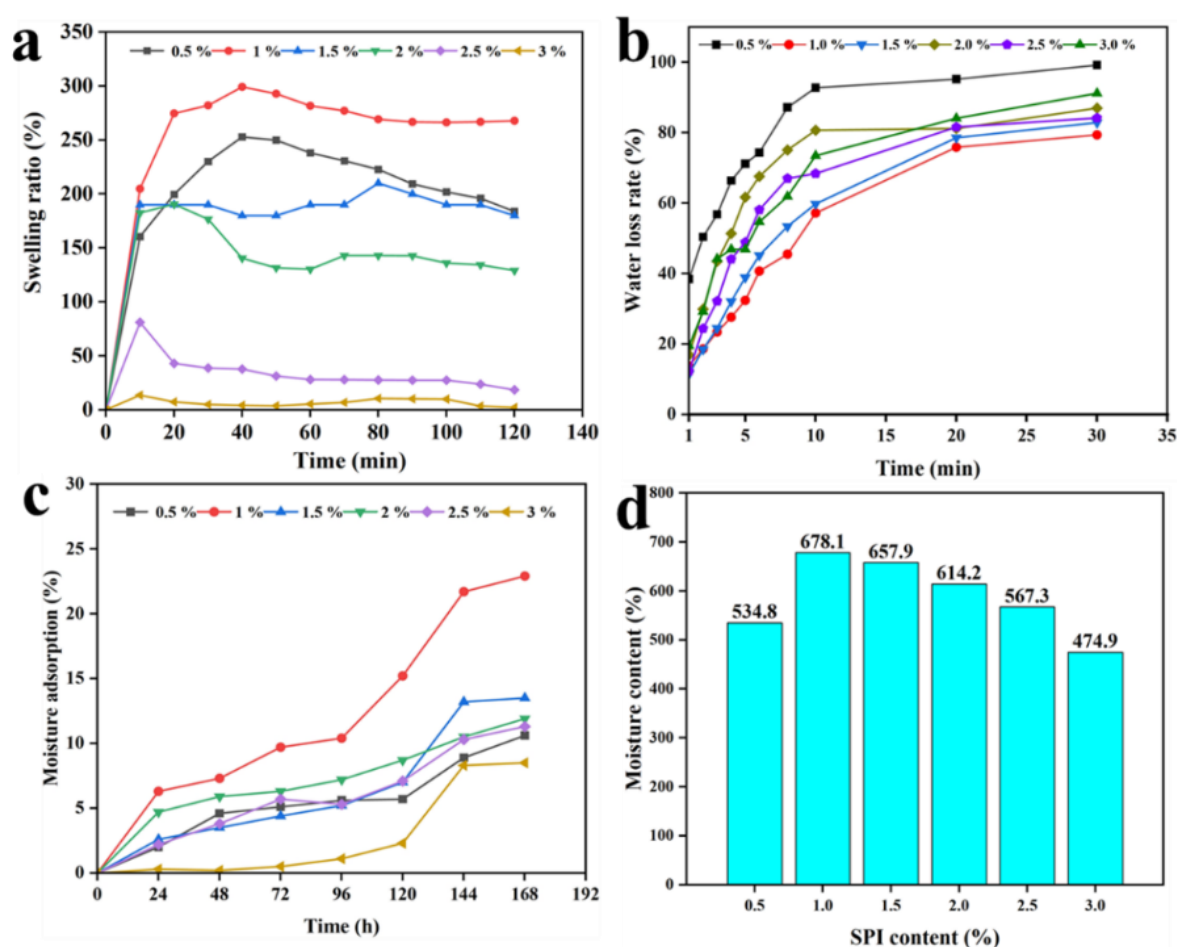 a
350
300
250
200
150
100
50
0
0.5 % 1 % 1.5 % 2 % 2.5 % 3 %
Swelling ratio (%)
0 20 40 60 80 100 120 140
Time (min)
b
100
80
60
40
20
0
0.5 % 1.0 % 1.5 % 2.0 % 2.5 % 3.0 %
Water loss rate (%)
1 5 10 15 20 25 30 35
Time (min)
c
30
25
20
15
10
5
0
0.5 % 1 % 1.5 % 2 % 2.5 % 3 %
Moisture adsorption (%)
0 24 48 72 96 120 144 168 192
Time (h)
d
800
700
600
500
400
300
200
100
0
Moisture content (%)
534.8 678.1 657.9 614.2 567.3 474.9
0.5 1.0 1.5 2.0 2.5 3.0
SPI content (%)